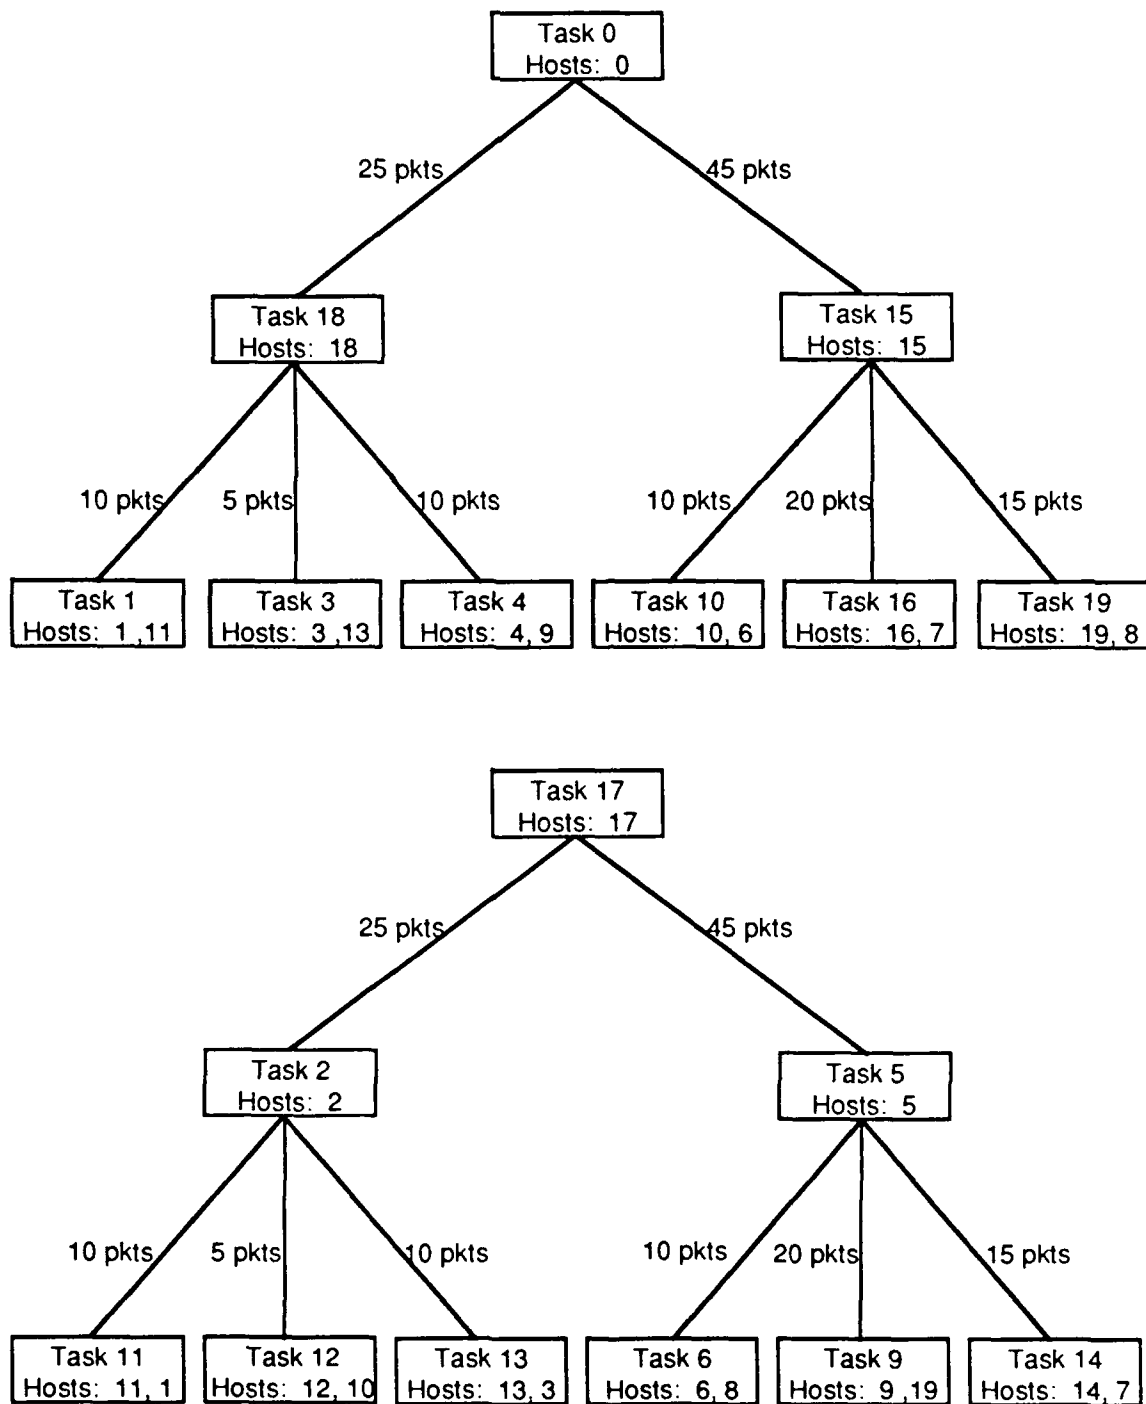 Task 0
Hosts: 0
25 pkts
45 pkts
Task 18
Hosts: 18
Task 15
Hosts: 15
10 pkts
5 pkts
10 pkts
10 pkts
20 pkts
15 pkts
Task 1
Hosts: 1 ,11
Task 3
Hosts: 3 ,13
Task 4
Hosts: 4, 9
Task 10
Hosts: 10, 6
Task 16
Hosts: 16, 7
Task 19
Hosts: 19, 8
Task 17
Hosts: 17
25 pkts
45 pkts
Task 2
Hosts: 2
Task 5
Hosts: 5
10 pkts
5 pkts
10 pkts
10 pkts
20 pkts
15 pkts
Task 11
Hosts: 11, 1
Task 12
Hosts: 12, 10
Task 13
Hosts: 13, 3
Task 6
Hosts: 6, 8
Task 9
Hosts: 9 ,19
Task 14
Hosts: 14, 7